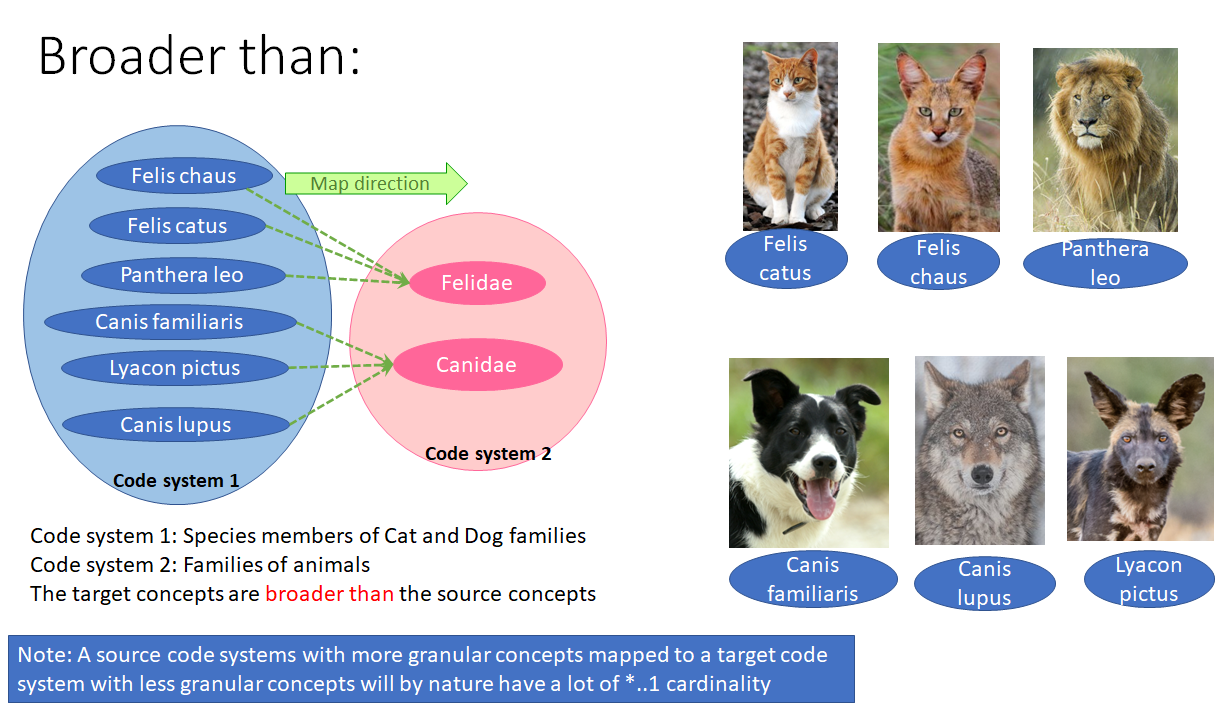 Broader than:
Felis chaus
Map direction
Felis catus
Panthera leo
Canis familiaris
Lyacon pictus
Canis lupus
Code system 1
Felidae
Canidae
Code system 2
Felis
catus
Felis
chaus
Panthera
leo
Canis
familiaris
Canis
lupus
Lyacon
pictus
Code system 1: Species members of Cat and Dog families
Code system 2: Families of animals
The target concepts are broader than the source concepts
Note: A source code systems with more granular concepts mapped to a target code
system with less granular concepts will by nature have a lot of *..1 cardinality